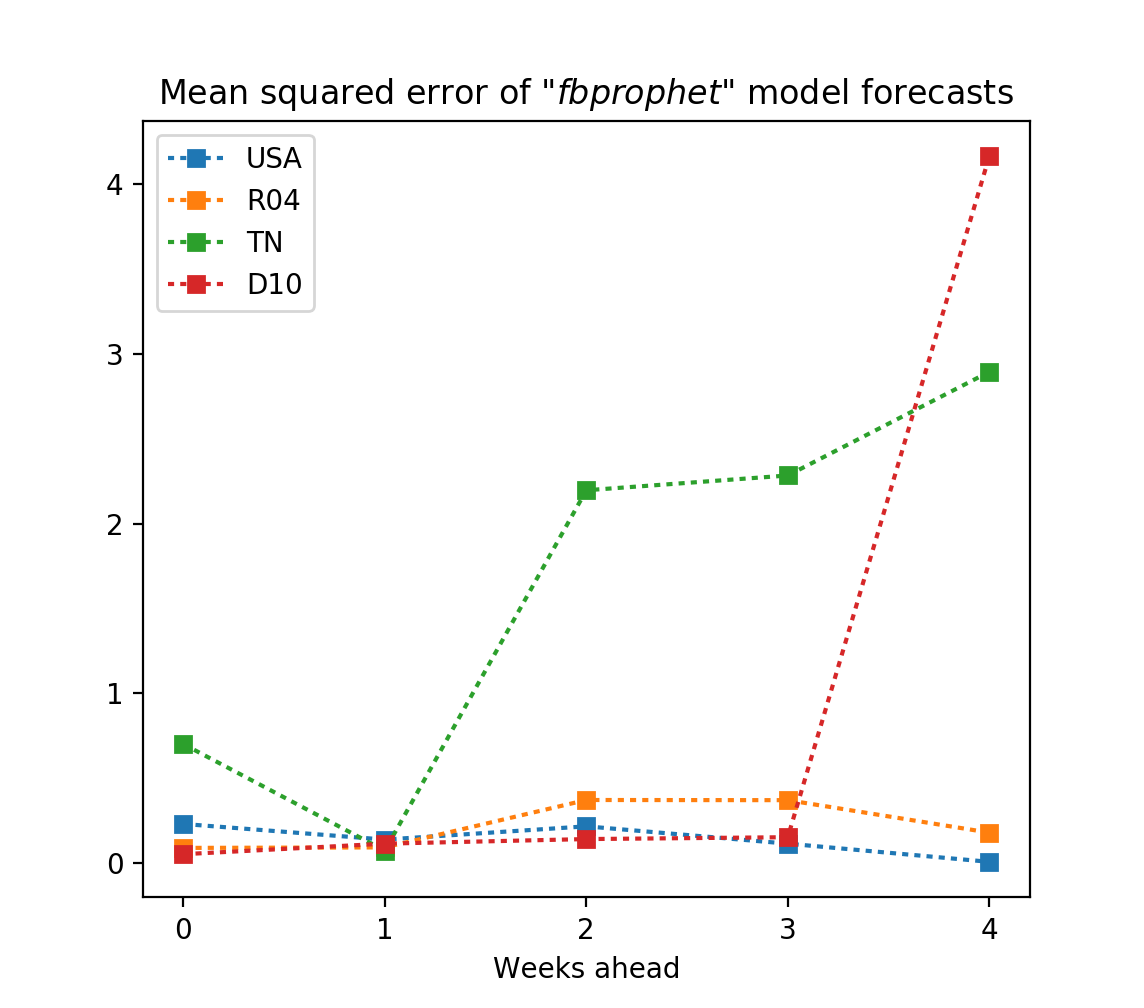 Mean squared error of "fbprophet" model forecasts
USA
R04
TN
D10
4
3
2
1
0
0 1 2 3 4
Weeks ahead